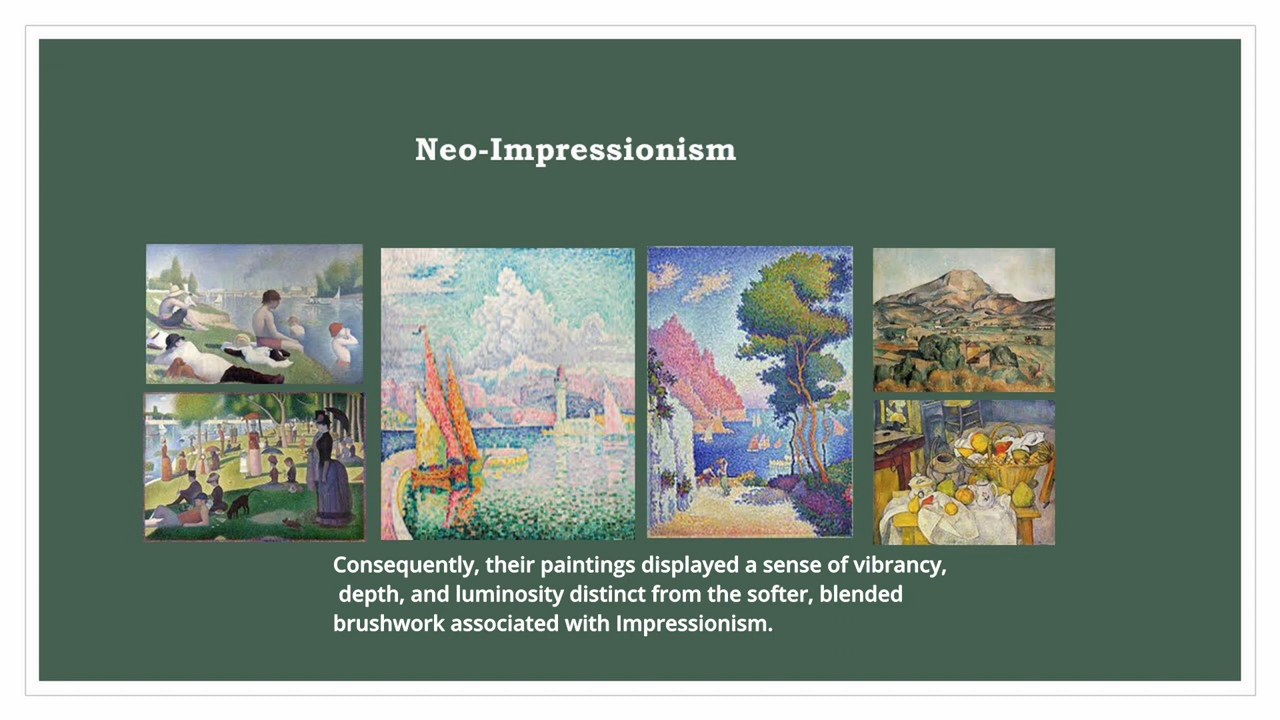 Neo-Impressionism
Consequently, their paintings displayed a sense of vibrancy,
depth, and luminosity distinct from the softer, blended
brushwork associated with Impressionism.